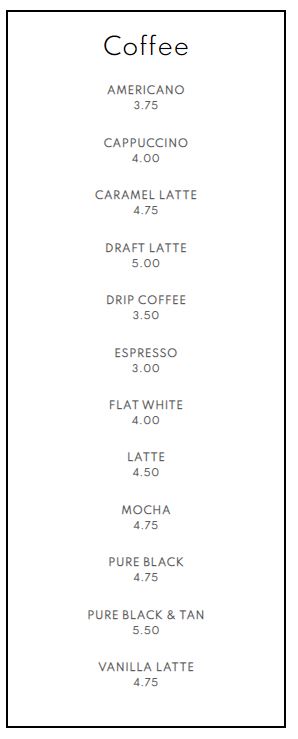 Coffee
AMERICANO
3.75
CAPPUCCINO
4.00
CARAMEL LATTE
4.75
DRAFT LATTE
5.00
DRIP COFFEE
3.50
ESPRESSO
3.00
FLAT WHITE
4.00
LATTE
4.50
MOCHA
4.75
PURE BLACK
4.75
PURE BLACK & TAN
5.50
VANILLA LATTE
4.75